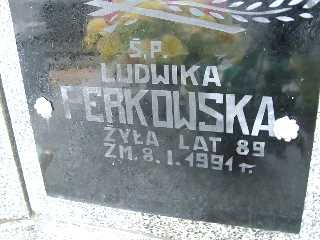 Ś.P.
LUDWIKA
PERKOWSKA
ŻYŁA LAT 89
ZM. 8.I.1991 r.